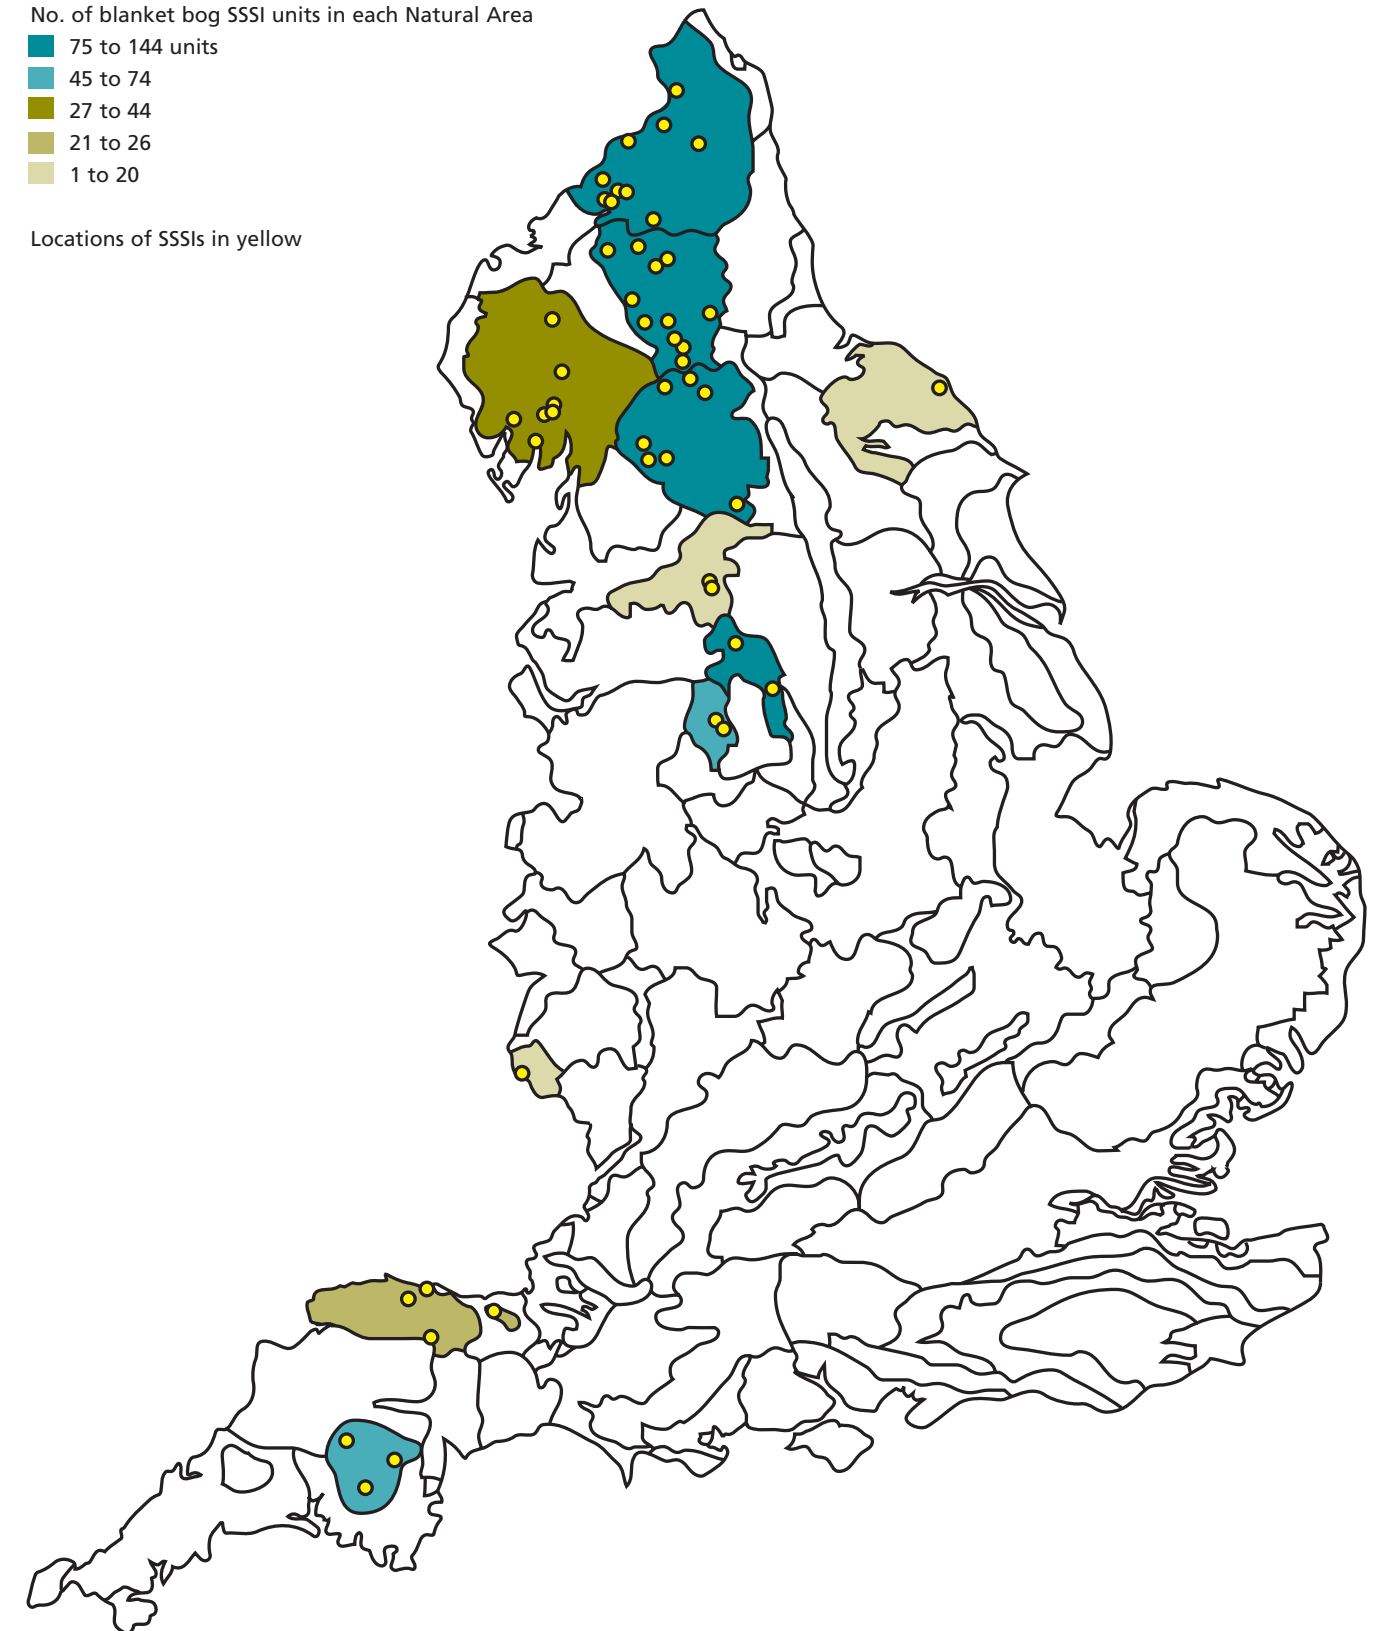 No. of blanket bog SSSI units in each Natural Area
75 to 144 units
45 to 74
27 to 44
21 to 26
1 to 20
Locations of SSSIs in yellow